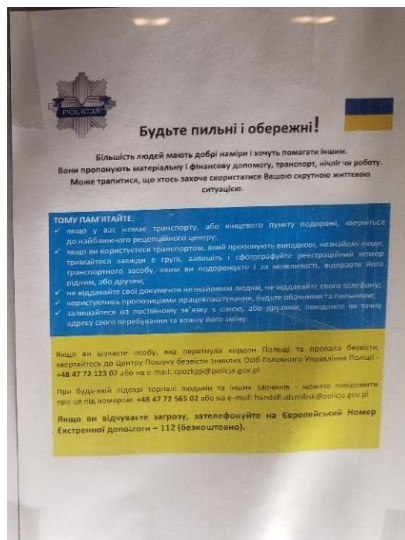 POLICJA
Будьте пильні і обережні!
Більшість людей мають добрі наміри і хочуть помагати іншим.
Вони пропонують матеріальну і фінансову допомогу, транспорт, нічліг чи роботу.
Може трапитися, що хтось захоче скористатися Вашою скрутною життєвою
ситуацією.
ТОМУ ПАМ'ЯТАЙТЕ:
✓ якщо у вас немає транспорту, або кінцевого пункту подорожі, зверніться
до найближчого рецепційного центру;
✓ якщо ви користуєтеся транспортом, який пропонують випадкові, незнайомі люди,
тримайтеся завжди в групі, запишіть і сфотографуйте реєстраційний номер
транспортного засобу, яким ви подорожуєте і за можливості, відправте його
рідним, або друзям;
✓ не віддавайте свої документи незнайомим людям, не віддавайте свого телефону;
✓ користуючись пропозиціями працевлаштування, будьте обачними та пильними;
✓ залишайтеся на постійному зв'язку з сім'єю, або друзями, повідомте їм точну
адресу свого перебування та кожну його зміну.
Якщо ви шукаєте особу, яка перетнула кордон Польщі та пропала безвісти,
звертайтесь до Центру Пошуку безвісти зниклих Осіб Головного Управління Поліції -
+48 47 72 123 07 або на e-mail: cpozkgp@policja.gov.pl
При будь-якій підозрі торгівлі людьми та інших злочинів - можете повідомити
про це під номером: +48 47 72 565 02 або на e-mail: handelludzmibsk@policja.gov.pl
Якщо ви відчуваєте загрозу, зателефонуйте на Європейський Номер
Екстренної допомоги – 112 (безкоштовно).